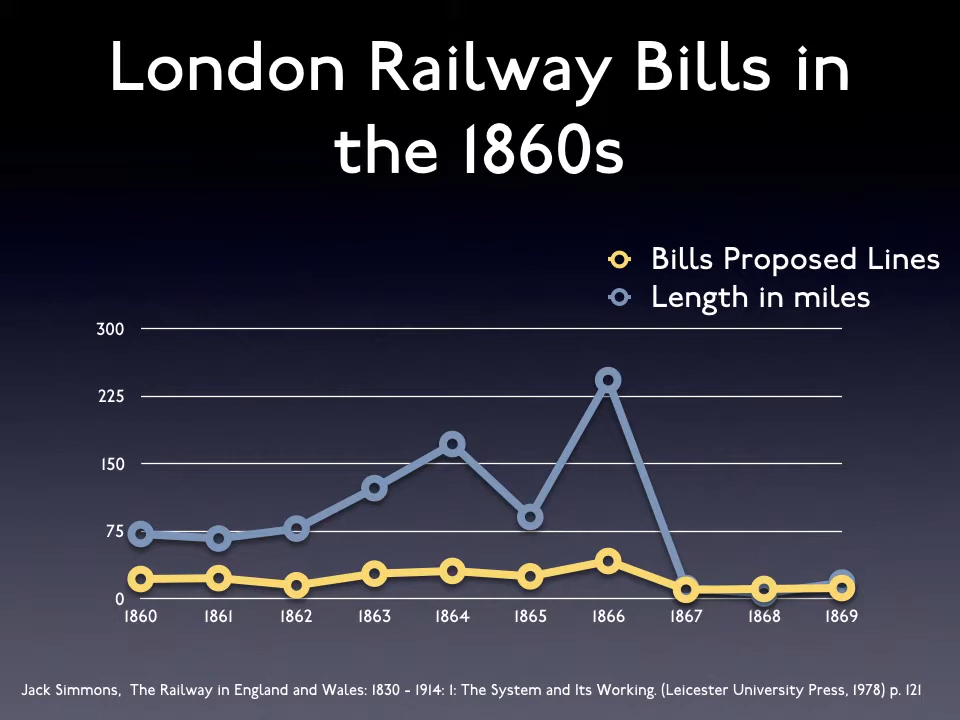 London Railway Bills in
the 1860s
Bills Proposed Lines
Length in miles
300
225
150
75
0
1860 1861 1862 1863 1864 1865 1866 1867 1868 1869
Jack Simmons, The Railway in England and Wales: 1830 - 1914: 1: The System and Its Working. (Leicester University Press, 1978) p. 121